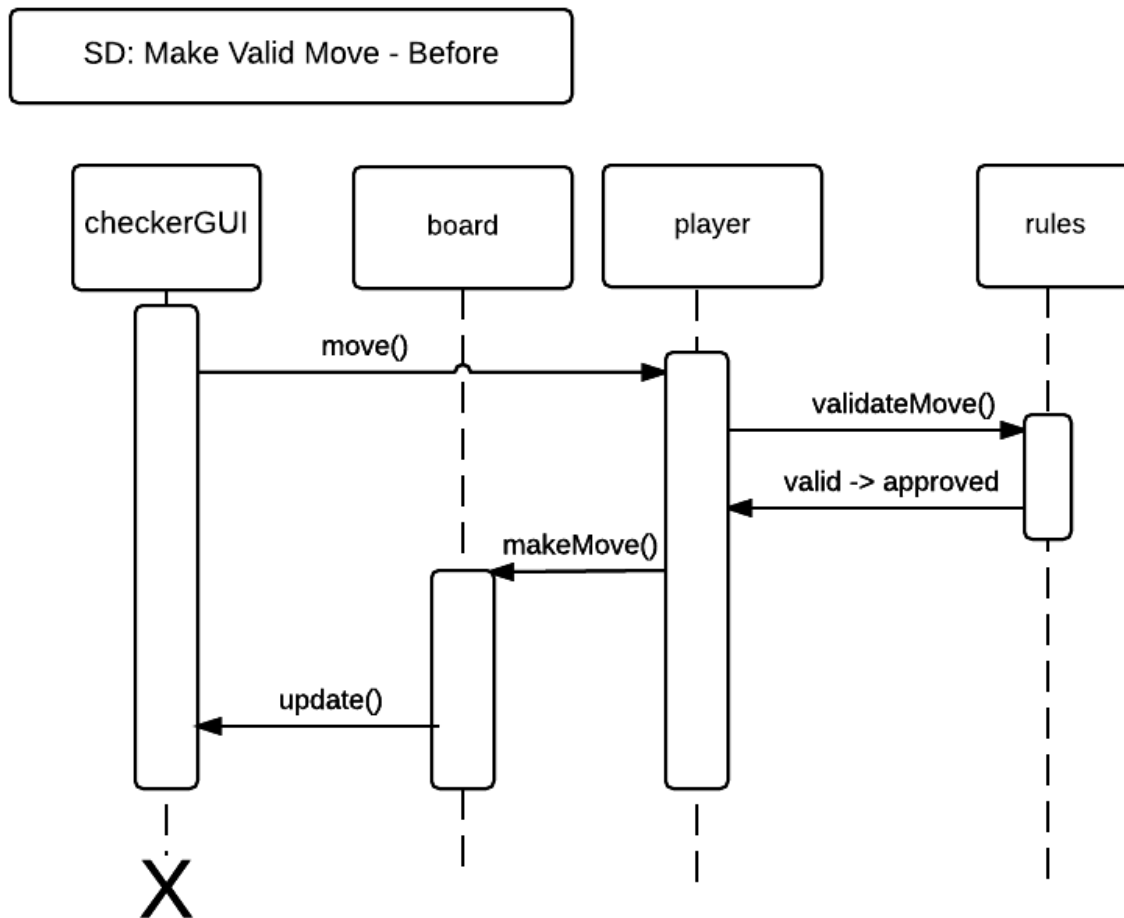 SD: Make Valid Move - Before
checkerGUI
board
player
rules
move()
validateMove()
valid -> approved
makeMove()
update()
X